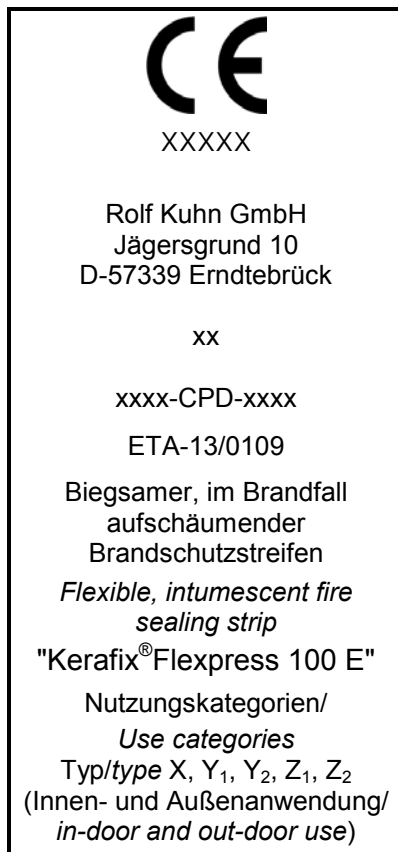 CE
XXXXX
Rolf Kuhn GmbH
Jägersgrund 10
D-57339 Erndtebrück
xx
xxxx-CPD-xxxx
ETA-13/0109
Biegsamer, im Brandfall
aufschäumender
Brandschutzstreifen
Flexible, intumescent fire
sealing strip
"Kerafix®Flexpress 100 E"
Nutzungskategorien/
Use categories
Typ/type X, Y₁, Y₂, Z₁, Z₂
(Innen- und Außenanwendung/
in-door and out-door use)